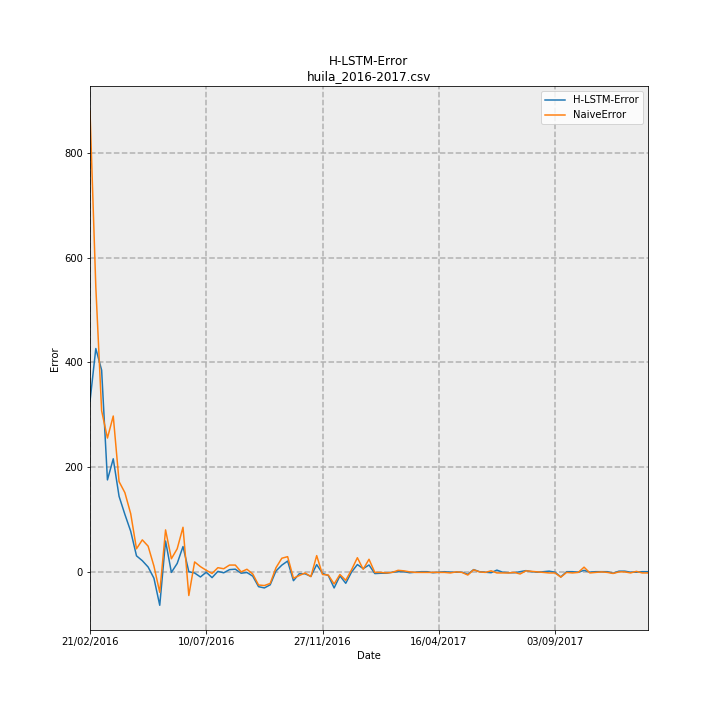 H-LSTM-Error
huila_2016-2017.csv
H-LSTM-Error
NaiveError
800
600
400
200
0
Error
21/02/2016
10/07/2016
27/11/2016
16/04/2017
03/09/2017
Date